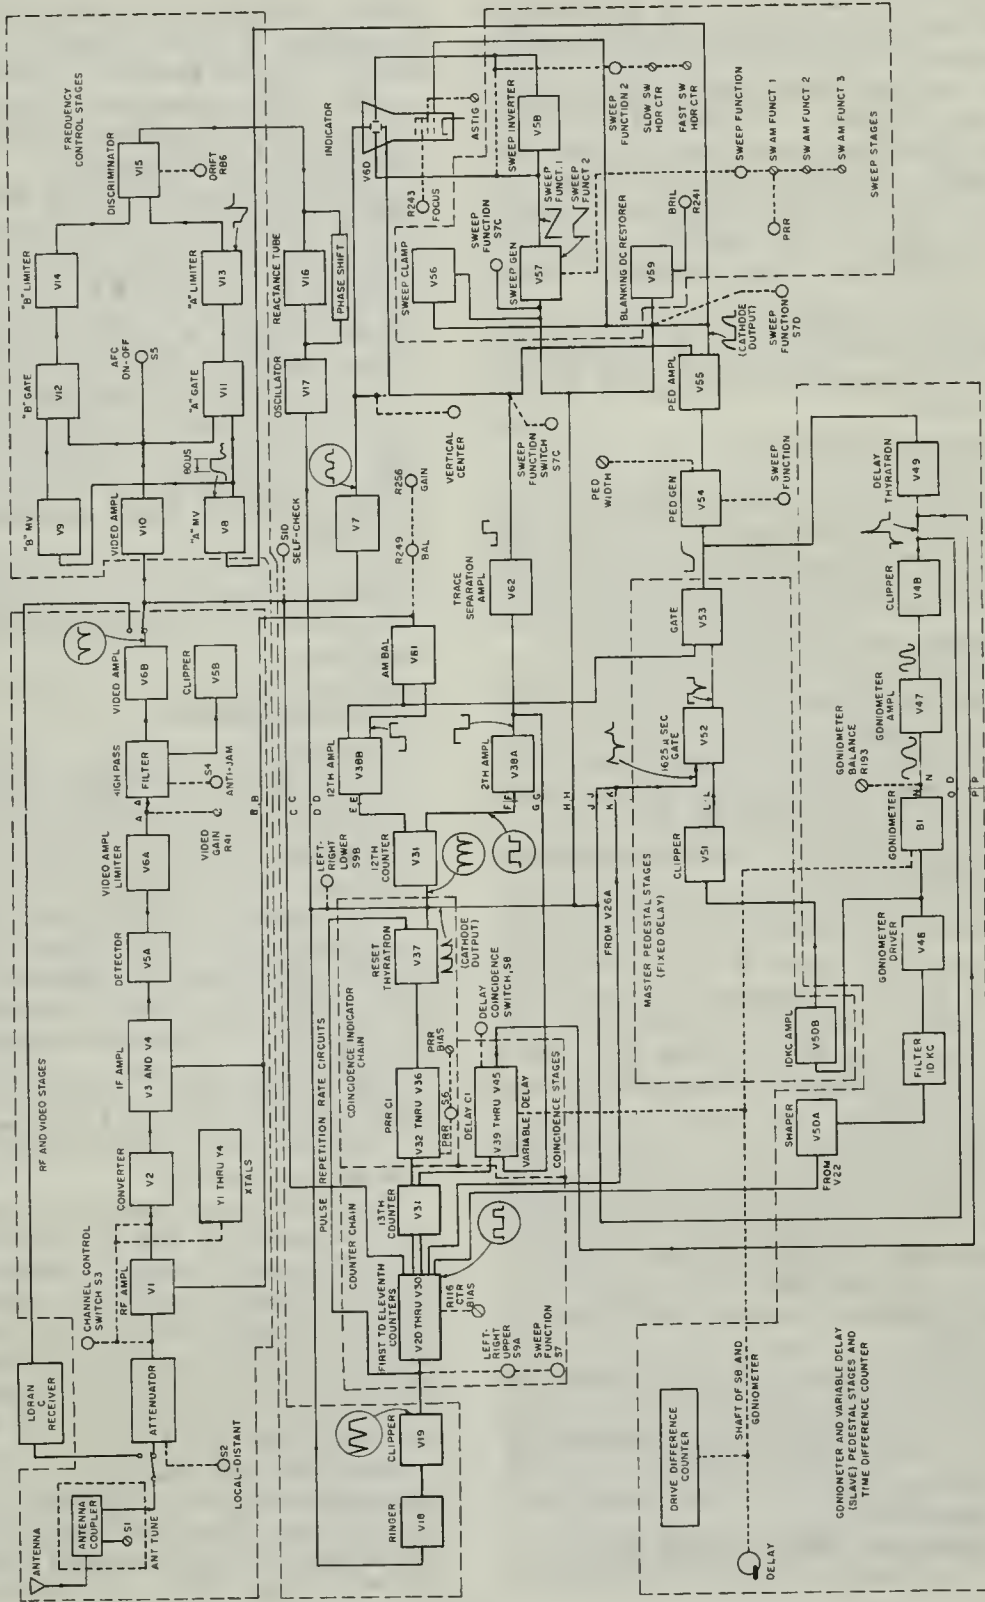 ANTENNA
ANTENNA
COUPLER
S1
ANT TUNE
LORAN
C
RECEIVER
ATTENUATOR
S2
LOCAL-DISTANT
CHANNEL CONTROL
SWITCH S3
RF AMPL
V1
CONVERTER
V2
Y1 THRU Y4
XTALS
IF AMPL
V3 AND V4
RF AND VIDEO STAGES
DETECTOR
V5A
VIDEO AMPL
LIMITER
V6A
A A
VIDEO
GAIN
R41
HIGH PASS
FILTER
S4
ANTI-JAM
VIDEO AMPL
V6B
CLIPPER
V5B
"B" MV
V9
VIDEO AMPL
V10
"A" MV
V8
80US
"B" GATE
V12
AFC
ON-OFF
S5
"A" GATE
V11
"B" LIMITER
V14
"A" LIMITER
V13
DISCRIMINATOR
V15
DRIFT
R86
FREQUENCY
CONTROL STAGES
RINGER
V18
CLIPPER
V19
FIRST TO ELEVENTH
COUNTERS
V20 THRU V30
R116
CTR
BIAS
LEFT-
RIGHT
UPPER
S9A
SWEEP
FUNCTION
S7
COUNTER CHAIN
13TH
COUNTER
V31
PULSE REPETITION RATE CIRCUITS
PRR C1
V32 THRU V36
PRR
S6
PRR
BIAS
DELAY C1
V39 THRU V45
VARIABLE DELAY
COINCIDENCE STAGES
DELAY
COINCIDENCE
SWITCH, S8
COINCIDENCE INDICATOR
CHAIN
RESET
THYRATRON
V37
(CATHODE
OUTPUT)
LEFT-
RIGHT
LOWER
S9B
12TH
COUNTER
V31
B B
C C
D D
E E
F F
G G
H H
J J
K K
L L
12TH AMPL
V38B
2TH AMPL
V38A
AM BAL
V61
R249
BAL
R256
GAIN
TRACE
SEPARATION
AMPL
V62
S10
SELF-CHECK
V7
VERTICAL
CENTER
SWEEP
FUNCTION
SWITCH S7C
OSCILLATOR
V17
REACTANCE TUBE
V16
PHASE SHIFT
INDICATOR
V60
R243
FOCUS
ASTIG
SWEEP CLAMP
V56
SWEEP
FUNCTION
S7C
SWEEP GEN
V57
SWEEP
FUNCT. 1
SWEEP
FUNCT 2
SWEEP INVERTER
V58
SWEEP
FUNCTION 2
SLOW SW
HOR CTR
FAST SW
HOR CTR
BLANKING DC RESTORER
V59
BRIL
R241
SWEEP FUNCTION
SW AM FUNCT 1
SW AM FUNCT 2
SW AM FUNCT 3
PRR
SWEEP STAGES
(CATHODE
OUTPUT)
SWEEP
FUNCTION
S7D
PED AMPL
V55
PED
WIDTH
PED GEN
V54
SWEEP
FUNCTION
GATE
V53
1625 µ SEC
GATE
V52
CLIPPER
V51
FROM V26A
MASTER PEDESTAL STAGES
(FIXED DELAY)
10KC AMPL
V50B
SHAPER
V50A
FROM
V22
FILTER
10 KC
GONIOMETER
DRIVER
V46
GONIOMETER
B1
GONIOMETER
BALANCE
R193
N N
O O
P P
GONIOMETER
AMPL
V47
CLIPPER
V48
DELAY
THYRATRON
V49
DRIVE DIFFERENCE
COUNTER
SHAFT OF S8 AND
GONIOMETER
DELAY
GONIOMETER AND VARIABLE DELAY
(SLAVE) PEDESTAL STAGES AND
TIME DIFFERENCE COUNTER